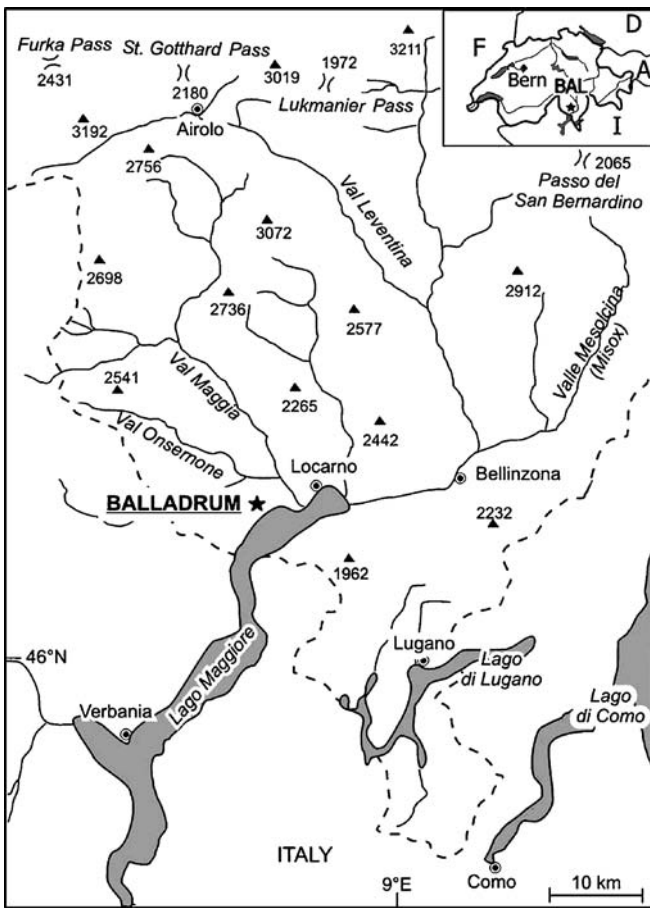 Furka Pass
2431
St. Gotthard Pass
2180
3019
1972
Lukmanier Pass
3211
D
F
A
Bern
BAL
I
3192
Airolo
2756
Val Leventina
2065
Passo del
San Bernardino
3072
2698
2736
2577
2912
Valle Mesolcina
(Misox)
Val Maggia
2541
2265
2442
Val Onsernone
Locarno
Bellinzona
BALLADRUM
2232
1962
46°N
Lago Maggiore
Lugano
Lago
di Lugano
Verbania
Lago
di Como
ITALY
9°E
Como
10 km